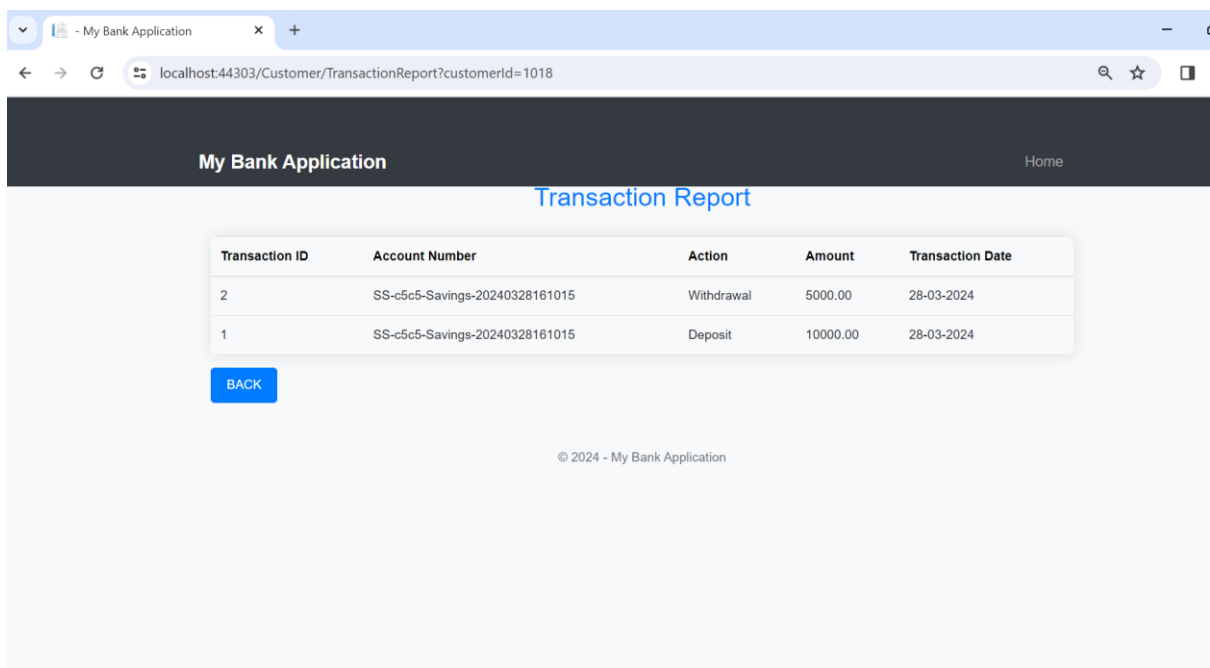 - My Bank Application
localhost:44303/Customer/TransactionReport?customerId=1018
My Bank Application Home
Transaction Report
Transaction ID Account Number Action Amount Transaction Date
2 SS-c5c5-Savings-20240328161015 Withdrawal 5000.00 28-03-2024
1 SS-c5c5-Savings-20240328161015 Deposit 10000.00 28-03-2024
BACK
© 2024 - My Bank Application